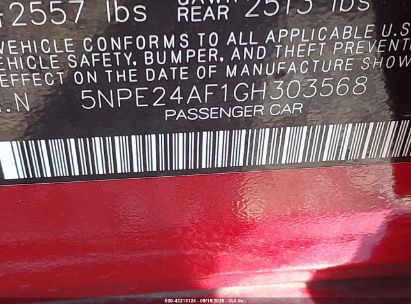 2557 lbs
REAR 2513 lbs
VEHICLE CONFORMS TO ALL APPLICABLE U.S.
VEHICLE SAFETY, BUMPER, AND THEFT PREVENTI
EFFECT ON THE DATE OF MANUFACTURE SHOW
.N 5NPE24AF1GH303568
PASSENGER CAR